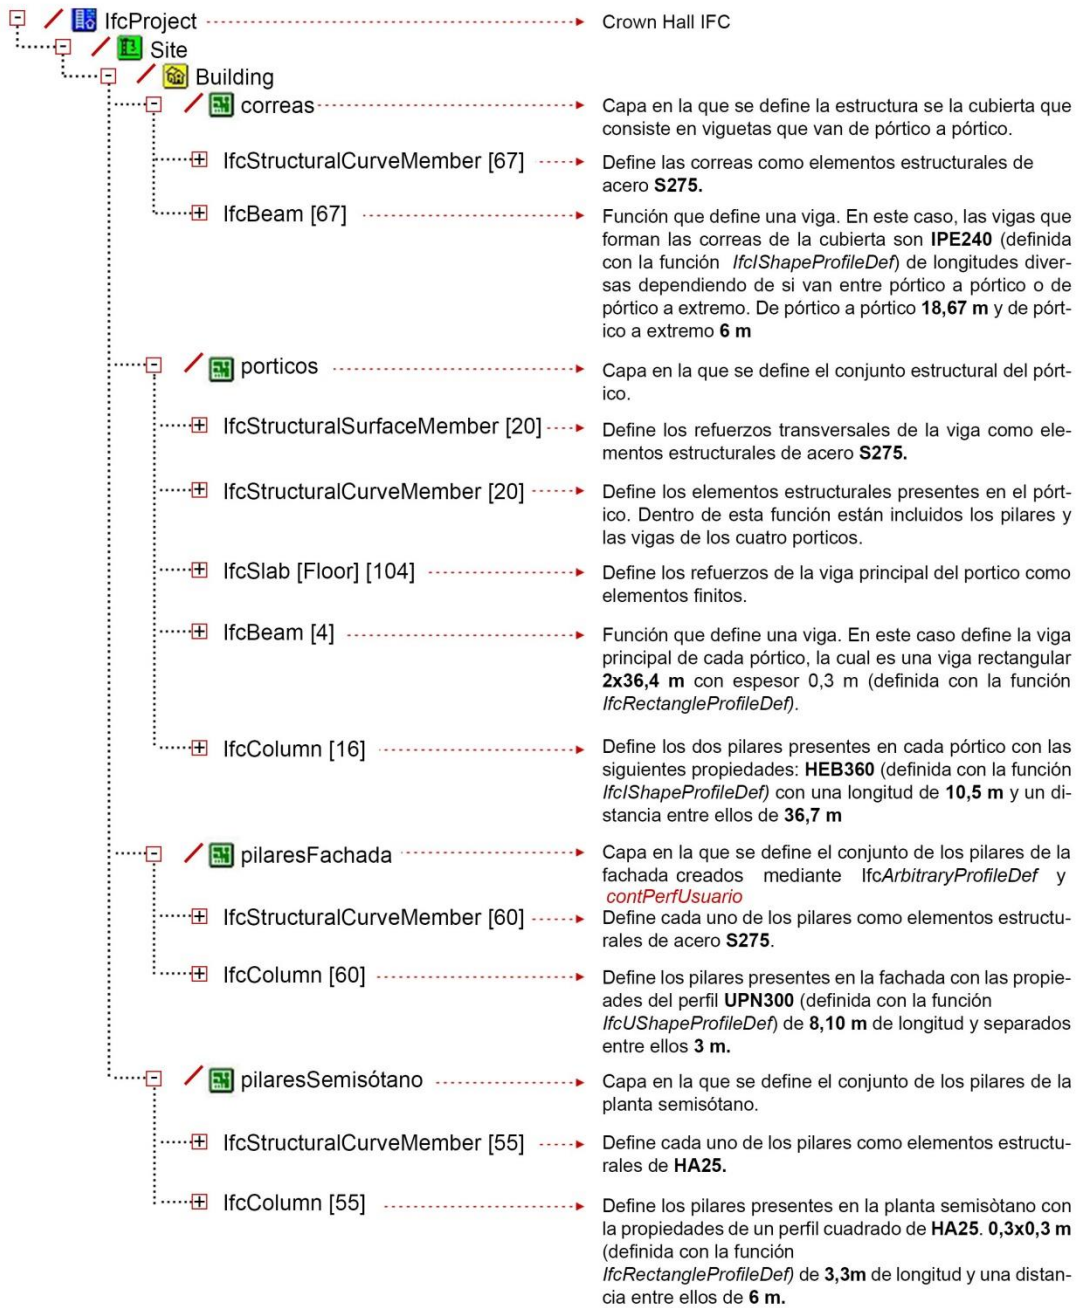 IfcProject
Crown Hall IFC
Site
Building
correas
Capa en la que se define la estructura se la cubierta que
consiste en viguetas que van de pórtico a pórtico.
IfcStructuralCurveMember [67]
Define las correas como elementos estructurales de
acero S275.
IfcBeam [67]
Función que define una viga. En este caso, las vigas que
forman las correas de la cubierta son IPE240 (definida
con la función IfcIShapeProfileDef) de longitudes diver-
sas dependiendo de si van entre pórtico a pórtico o de
pórtico a extremo. De pórtico a pórtico 18,67 m y de pórt-
ico a extremo 6 m
porticos
Capa en la que se define el conjunto estructural del pórt-
ico.
IfcStructuralSurfaceMember [20]
Define los refuerzos transversales de la viga como ele-
mentos estructurales de acero S275.
IfcStructuralCurveMember [20]
Define los elementos estructurales presentes en el pórt-
ico. Dentro de esta función están incluidos los pilares y
las vigas de los cuatro porticos.
IfcSlab [Floor] [104]
Define los refuerzos de la viga principal del portico como
elementos finitos.
IfcBeam [4]
Función que define una viga. En este caso define la viga
principal de cada pórtico, la cual es una viga rectangular
2x36,4 m con espesor 0,3 m (definida con la función
IfcRectangleProfileDef).
IfcColumn [16]
Define los dos pilares presentes en cada pórtico con las
siguientes propiedades: HEB360 (definida con la función
IfcIShapeProfileDef) con una longitud de 10,5 m y un di-
stancia entre ellos de 36,7 m
pilaresFachada
Capa en la que se define el conjunto de los pilares de la
fachada creados mediante IfcArbitraryProfileDef y
contPerfUsuario
IfcStructuralCurveMember [60]
Define cada uno de los pilares como elementos estructu-
rales de acero S275.
IfcColumn [60]
Define los pilares presentes en la fachada con las propie-
ades del perfil UPN300 (definida con la función
IfcUShapeProfileDef) de 8,10 m de longitud y separados
entre ellos 3 m.
pilaresSemisótano
Capa en la que se define el conjunto de los pilares de la
planta semisótano.
IfcStructuralCurveMember [55]
Define cada uno de los pilares como elementos estructu-
rales de HA25.
IfcColumn [55]
Define los pilares presentes en la planta semisòtano con
la propiedades de un perfil cuadrado de HA25. 0,3x0,3 m
(definida con la función
IfcRectangleProfileDef) de 3,3m de longitud y una distan-
cia entre ellos de 6 m.